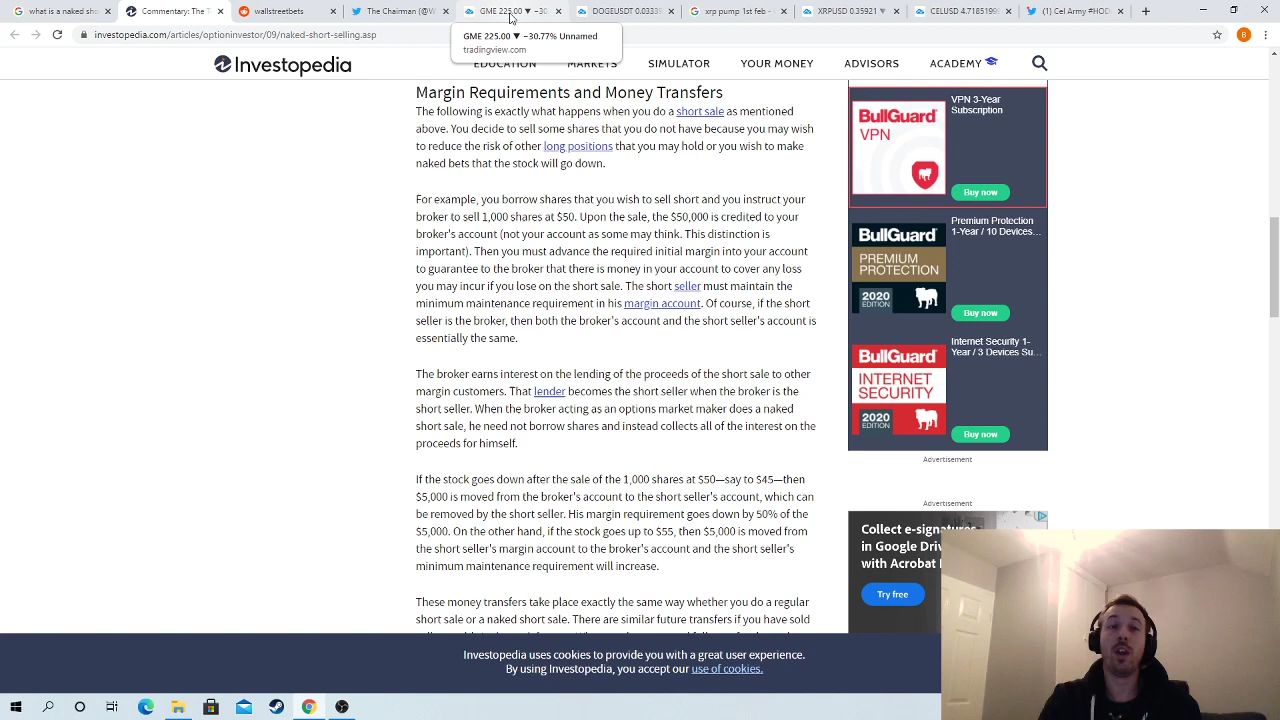 what is a short sell
Commentary: The T
wallstreetbets
The Chairman (@W
GME 225.00 ▼ −30
DOGEUSDT 0.0333
xrp pump 1st feb -
XRPUSD 0.35921
CELUSD 4.7185199
(1) Cel Army #HOD
investopedia.com/articles/optioninvestor/09/naked-short-selling.asp
B
GME 225.00 ▼ −30.77% Unnamed
tradingview.com
Investopedia
EDUCATION
MARKETS
SIMULATOR
YOUR MONEY
ADVISORS
ACADEMY
Margin Requirements and Money Transfers
The following is exactly what happens when you do a short sale as mentioned
above. You decide to sell some shares that you do not have because you may wish
to reduce the risk of other long positions that you may hold or you wish to make
naked bets that the stock will go down.
For example, you borrow shares that you wish to sell short and you instruct your
broker to sell 1,000 shares at $50. Upon the sale, the $50,000 is credited to your
broker's account (not your account as some may think. This distinction is
important). Then you must advance the required initial margin into your account
to guarantee to the broker that there is money in your account to cover any loss
you may incur if you lose on the short sale. The short seller must maintain the
minimum maintenance requirement in his margin account. Of course, if the short
seller is the broker, then both the broker's account and the short seller's account is
essentially the same.
The broker earns interest on the lending of the proceeds of the short sale to other
margin customers. That lender becomes the short seller when the broker is the
short seller. When the broker acting as an options market maker does a naked
short sale, he need not borrow shares and instead collects all of the interest on the
proceeds for himself.
If the stock goes down after the sale of the 1,000 shares at $50—say to $45—then
$5,000 is moved from the broker's account to the short seller's account, which can
be removed by the short seller. His margin requirement goes down by 50% of the
$5,000. On the other hand, if the stock goes up to $55, then $5,000 is moved from
the short seller's margin account to the broker's account and the short seller's
minimum maintenance requirement will increase.
These money transfers take place exactly the same way whether you do a regular
short sale or a naked short sale. There are similar future transfers if you have sold
BullGuard
VPN
VPN 3-Year
Subscription
Buy now
BullGuard
PREMIUM
PROTECTION
2020
EDITION
Premium Protection
1-Year / 10 Devices…
Buy now
BullGuard
INTERNET
SECURITY
2020
EDITION
Internet Security 1-
Year / 3 Devices Su…
Buy now
Advertisement
Advertisement
Collect e-signatures
in Google Driv
with Acrobat
Try free
Investopedia uses cookies to provide you with a great user experience.
By using Investopedia, you accept our use of cookies.